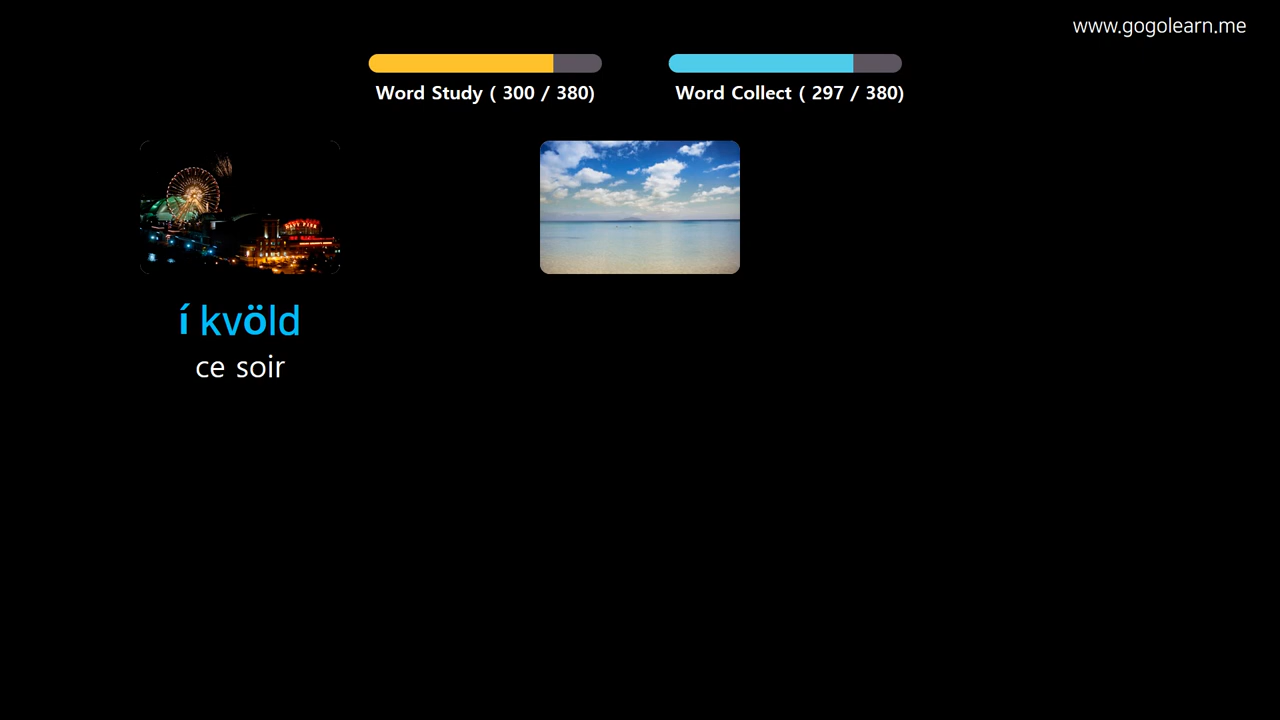 www.gogolearn.me
Word Study ( 300 / 380)
Word Collect ( 297 / 380)
í kvöld
ce soir